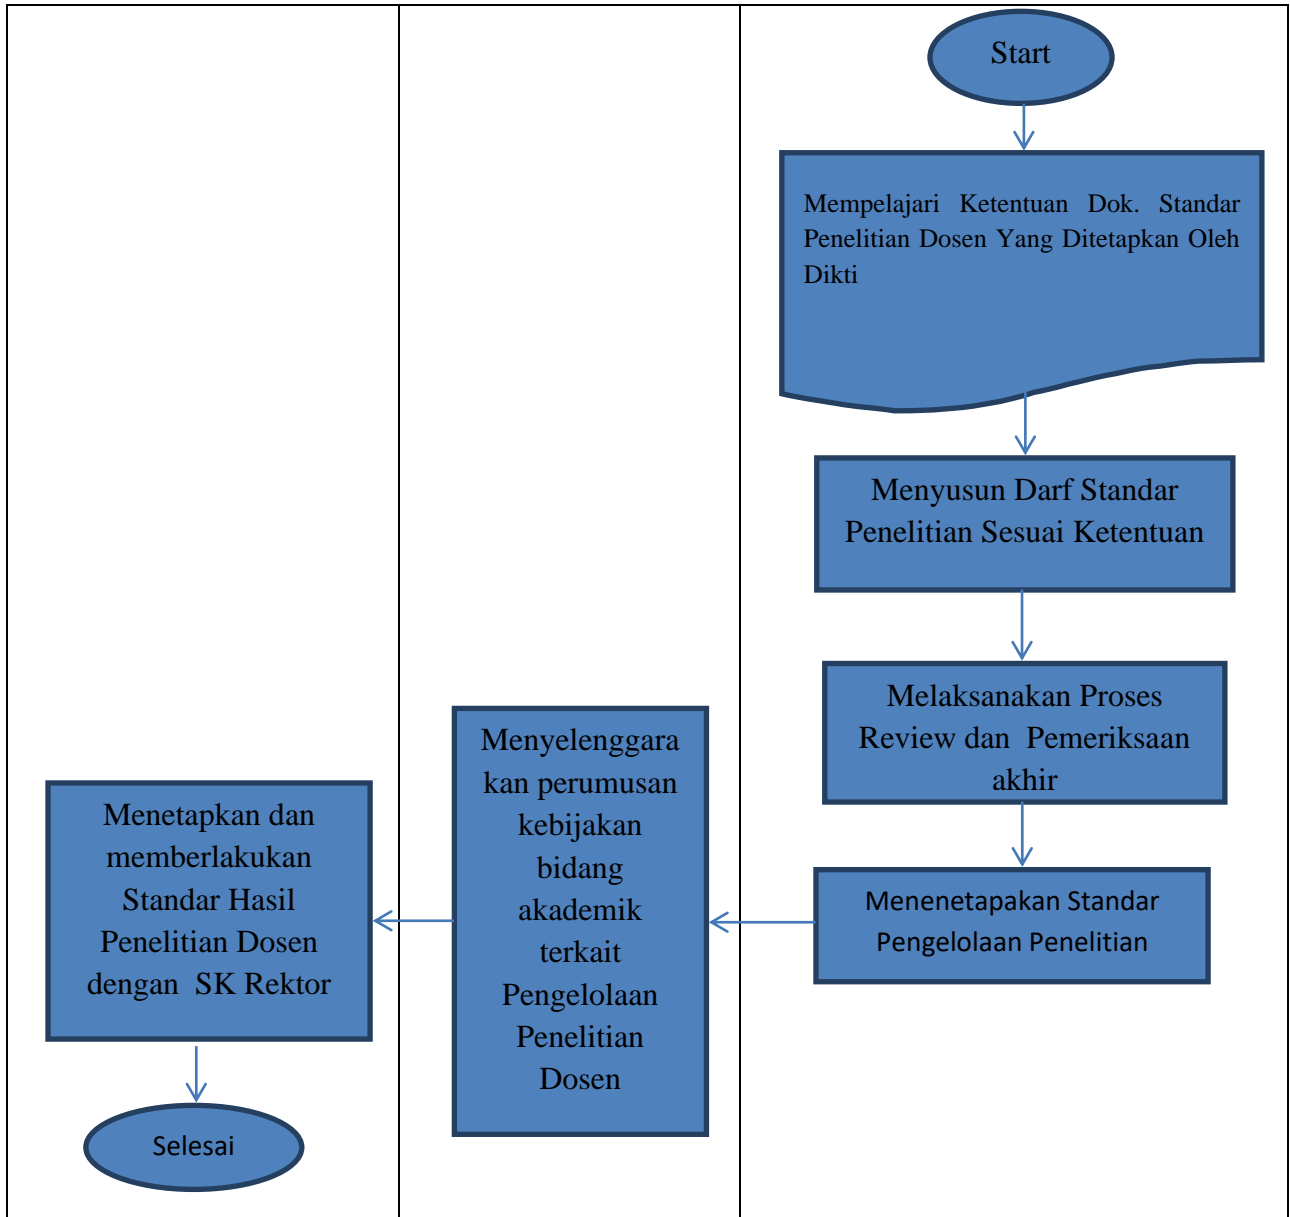 Start
Mempelajari Ketentuan Dok. Standar
Penelitian Dosen Yang Ditetapkan Oleh
Dikti
Menyusun Darf Standar
Penelitian Sesuai Ketentuan
Melaksanakan Proses
Review dan Pemeriksaan
akhir
Menenetapakan Standar
Pengelolaan Penelitian
Menyelenggara
kan perumusan
kebijakan
bidang
akademik
terkait
Pengelolaan
Penelitian
Dosen
Menetapkan dan
memberlakukan
Standar Hasil
Penelitian Dosen
dengan SK Rektor
Selesai